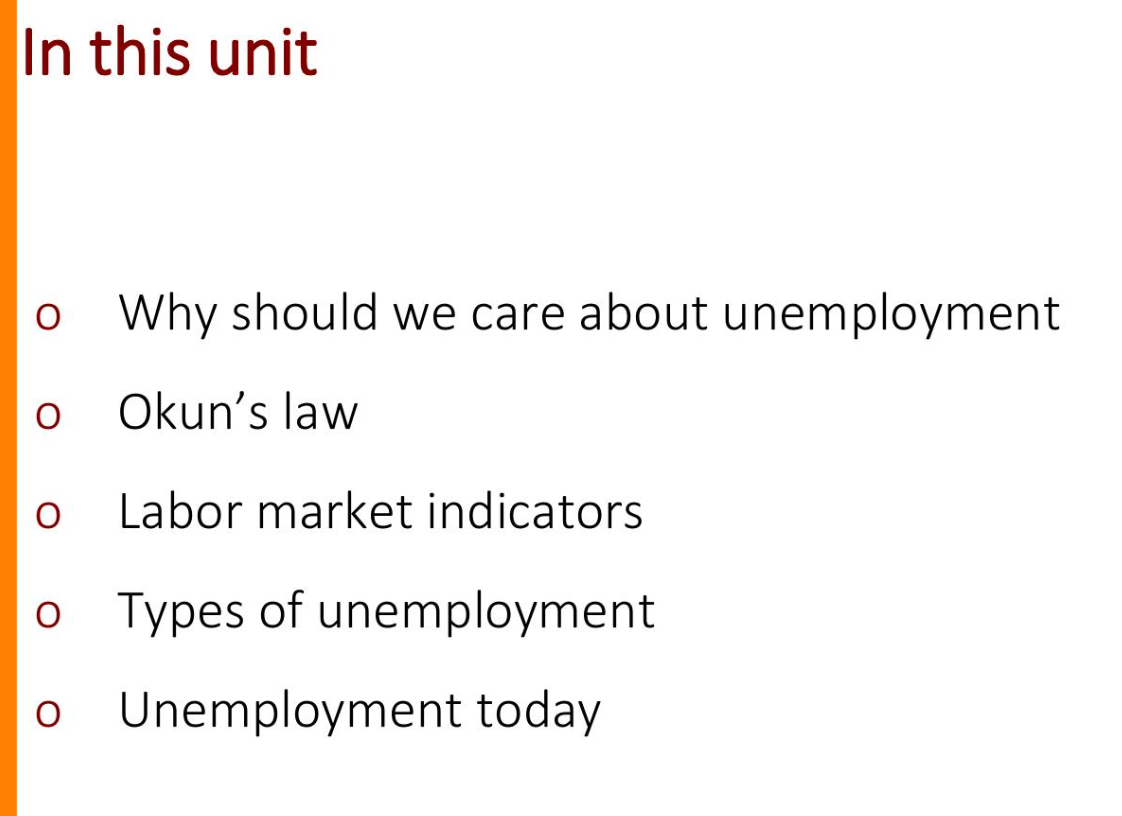 In this unit
o Why should we care about unemployment
o Okun’s law
o Labor market indicators
o Types of unemployment
o Unemployment today